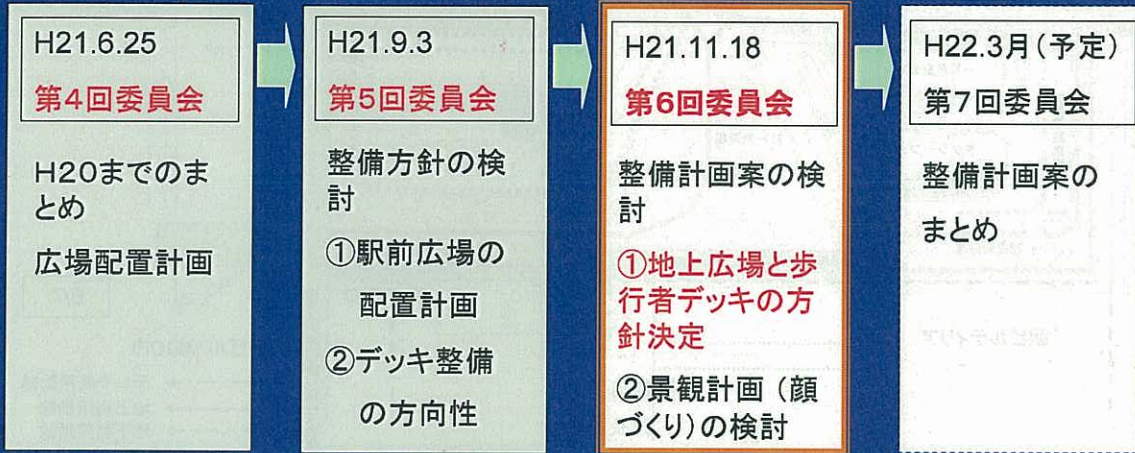 H21.6.25
第4回委員会
H20までのま
とめ
広場配置計画
H21.9.3
第5回委員会
整備方針の検
討
①駅前広場の
配置計画
②デッキ整備
の方向性
H21.11.18
第6回委員会
整備計画案の検
討
①地上広場と歩
行者デッキの方
針決定
②景観計画（顔
づくり）の検討
H22.3月（予定）
第7回委員会
整備計画案の
まとめ